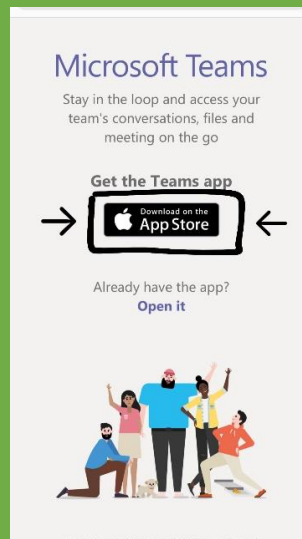 Microsoft Teams
Stay in the loop and access your
team's conversations, files and
meeting on the go
Get the Teams app
Download on the
App Store
Already have the app?
Open it